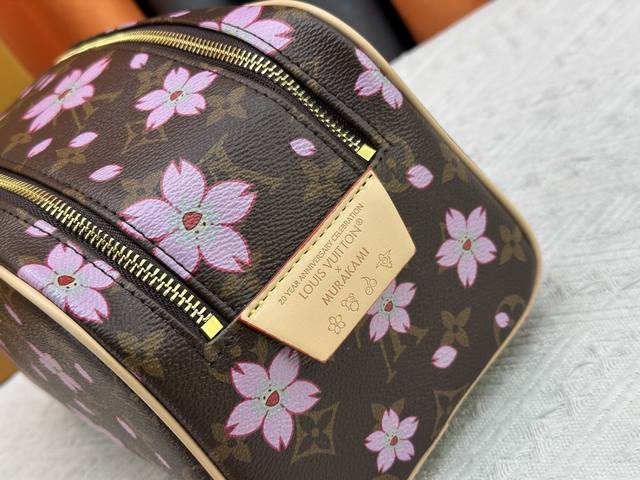 20 YEAR ANNIVERSARY CELEBRATION
LOUIS VUITTON®
×
MURAKAMI